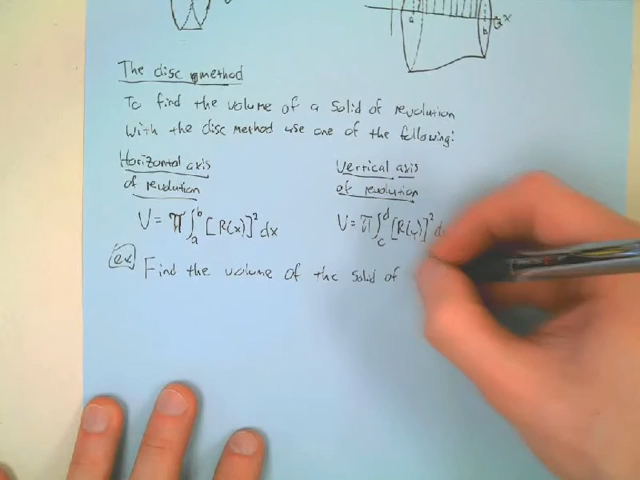 a
b
x
The disc method
To find the volume of a solid of revolution
with the disc method use one of the following:
Horizontal axis
of revolution
V = π∫ₐᵇ [R(x)]² dx
Vertical axis
of revolution
V = π∫_c^d [R(y)]² d
ex Find the volume of the solid of